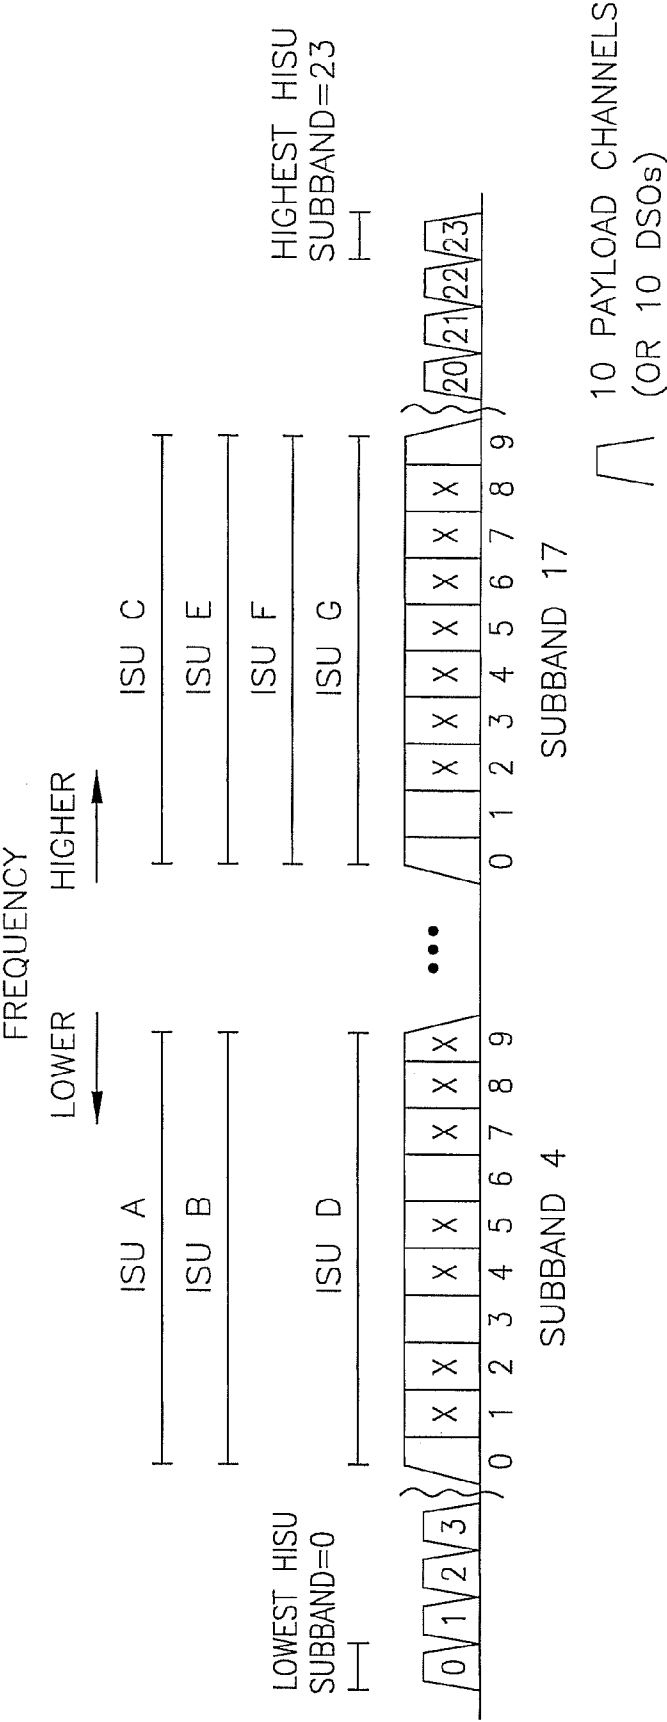 FREQUENCY
LOWER HIGHER
ISU A ISU C
ISU B ISU E
ISU F
ISU D ISU G
LOWEST HISU
SUBBAND=0
HIGHEST HISU
SUBBAND=23
0 1 2 3 X X X X X X X X X X X X X X 20 21 22 23
0 1 2 3 4 5 6 7 8 9 0 1 2 3 4 5 6 7 8 9
SUBBAND 4 SUBBAND 17
10 PAYLOAD CHANNELS
(OR 10 DSOs)